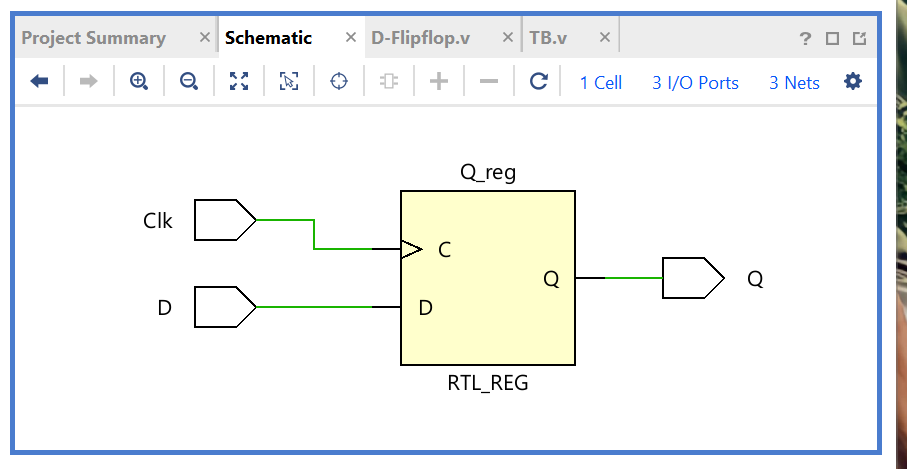 Project Summary × Schematic × D-Flipflop.v × TB.v × ?
1 Cell 3 I/O Ports 3 Nets
Q_reg
Clk
C
Q
Q
D
D
RTL_REG